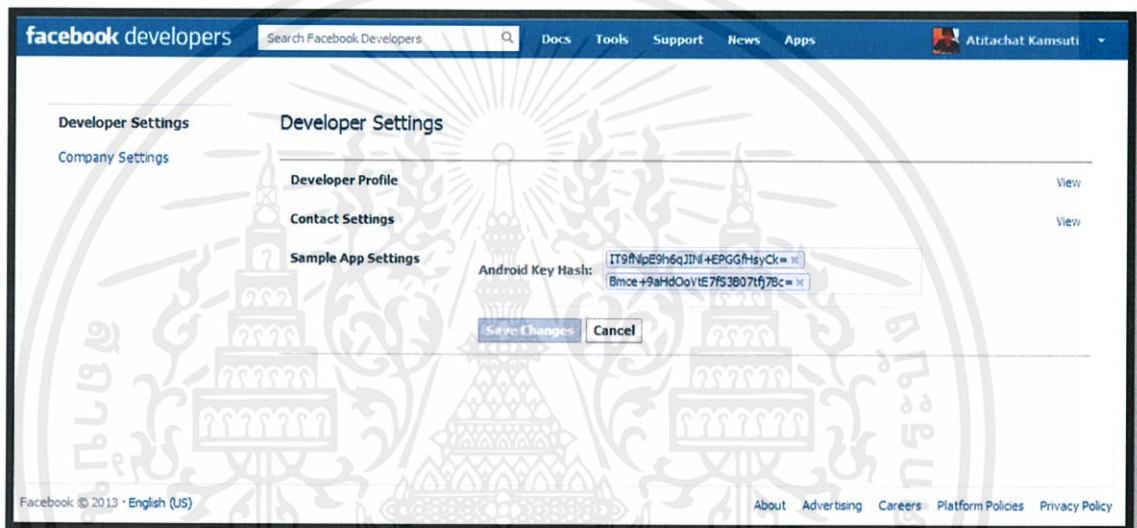 facebook developers Search Facebook Developers Docs Tools Support News Apps Atitachat Kamsuti
Developer Settings
Company Settings
Developer Settings
Developer Profile View
Contact Settings View
Sample App Settings
Android Key Hash: IT9fNlpE9h6qJINl+EPGGfHsyCk= ×
Bmce+9aHdOoVtE7fS3B07tfj7Bc= ×
Save Changes Cancel
Facebook © 2013 · English (US) About Advertising Careers Platform Policies Privacy Policy